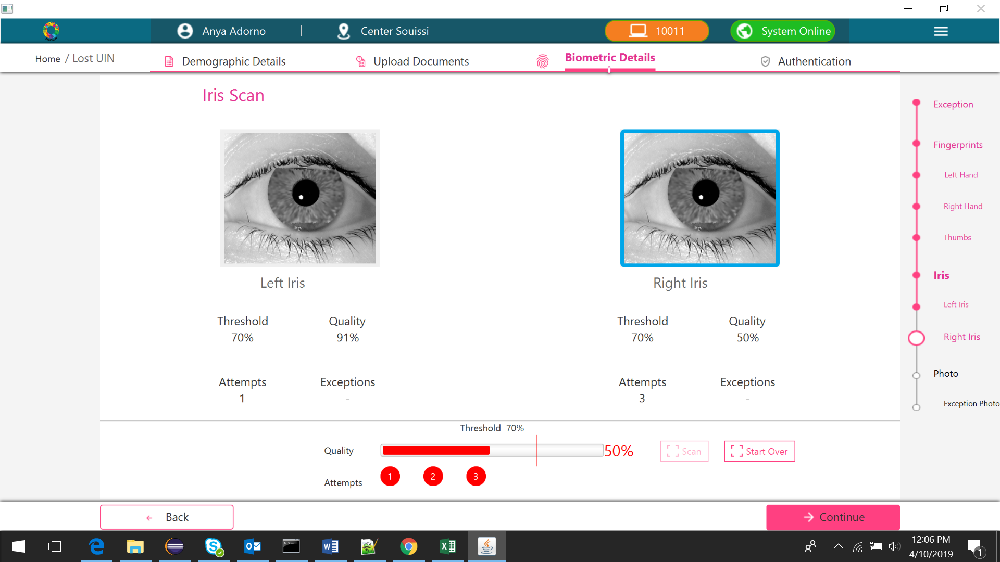 Anya Adorno | Center Souissi 10011 System Online
Home / Lost UIN
Demographic Details Upload Documents Biometric Details Authentication
Iris Scan
Left Iris Right Iris
Threshold Quality Threshold Quality
70% 91% 70% 50%
Attempts Exceptions Attempts Exceptions
1 - 3 -
Threshold 70%
Quality 50% Scan Start Over
1 2 3
Attempts
Exception
Fingerprints
Left Hand
Right Hand
Thumbs
Iris
Left Iris
Right Iris
Photo
Exception Photo
Back Continue
12:06 PM
4/10/2019
1